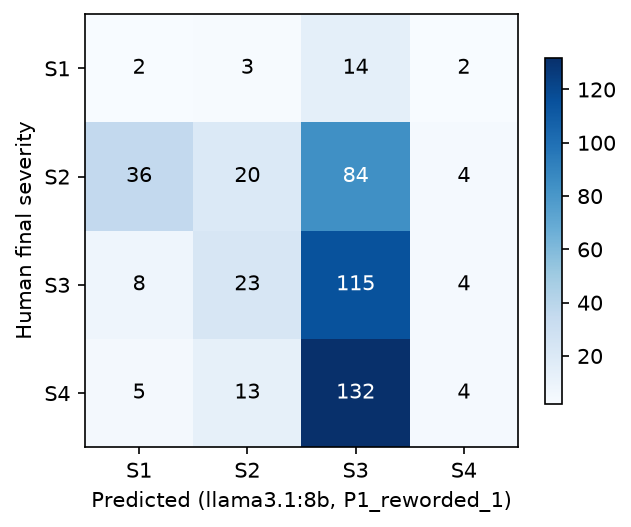 S1 2 3 14 2
S2 36 20 84 4
S3 8 23 115 4
S4 5 13 132 4
S1 S2 S3 S4
Predicted (llama3.1:8b, P1_reworded_1)
Human final severity
120
100
80
60
40
20